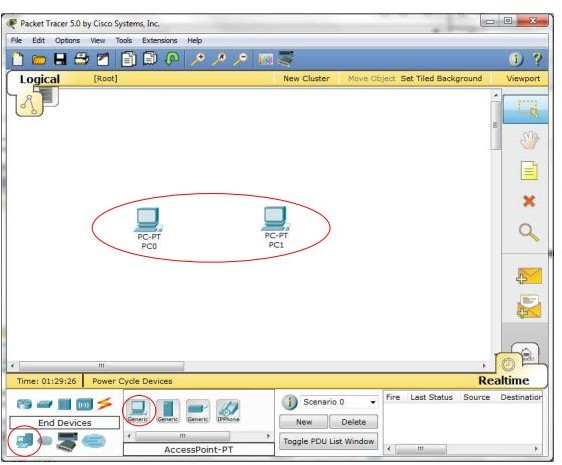 Packet Tracer 5.0 by Cisco Systems, Inc.
File Edit Options View Tools Extensions Help
Logical [Root] New Cluster Move Object Set Tiled Background Viewport
PC-PT PC-PT
PC0 PC1
Time: 01:29:26 Power Cycle Devices Realtime
Scenario 0 Fire Last Status Source Destination
Generic Generic Generic IPPhone
End Devices New Delete
Toggle PDU List Window
AccessPoint-PT